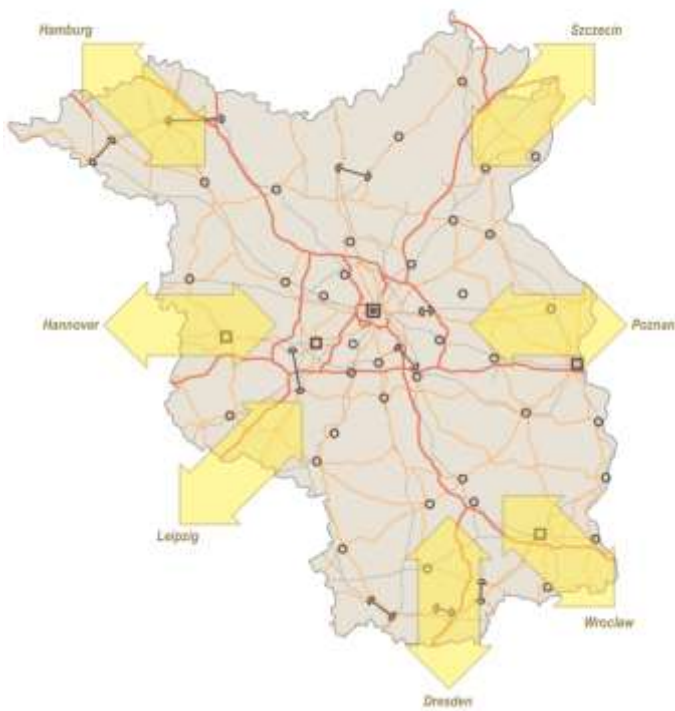 Hamburg
Szczecin
Hannover
Poznan
Leipzig
Wroclaw
Dresden